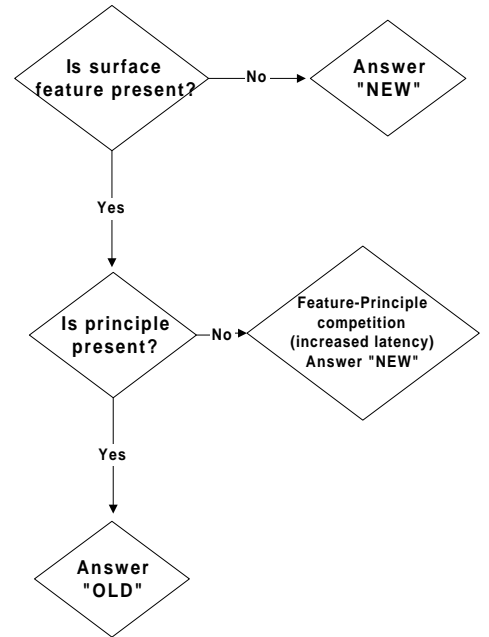 Is surface
feature present?
No
Answer
"NEW"
Yes
Is principle
present?
No
Feature-Principle
competition
(increased latency)
Answer "NEW"
Yes
Answer
"OLD"